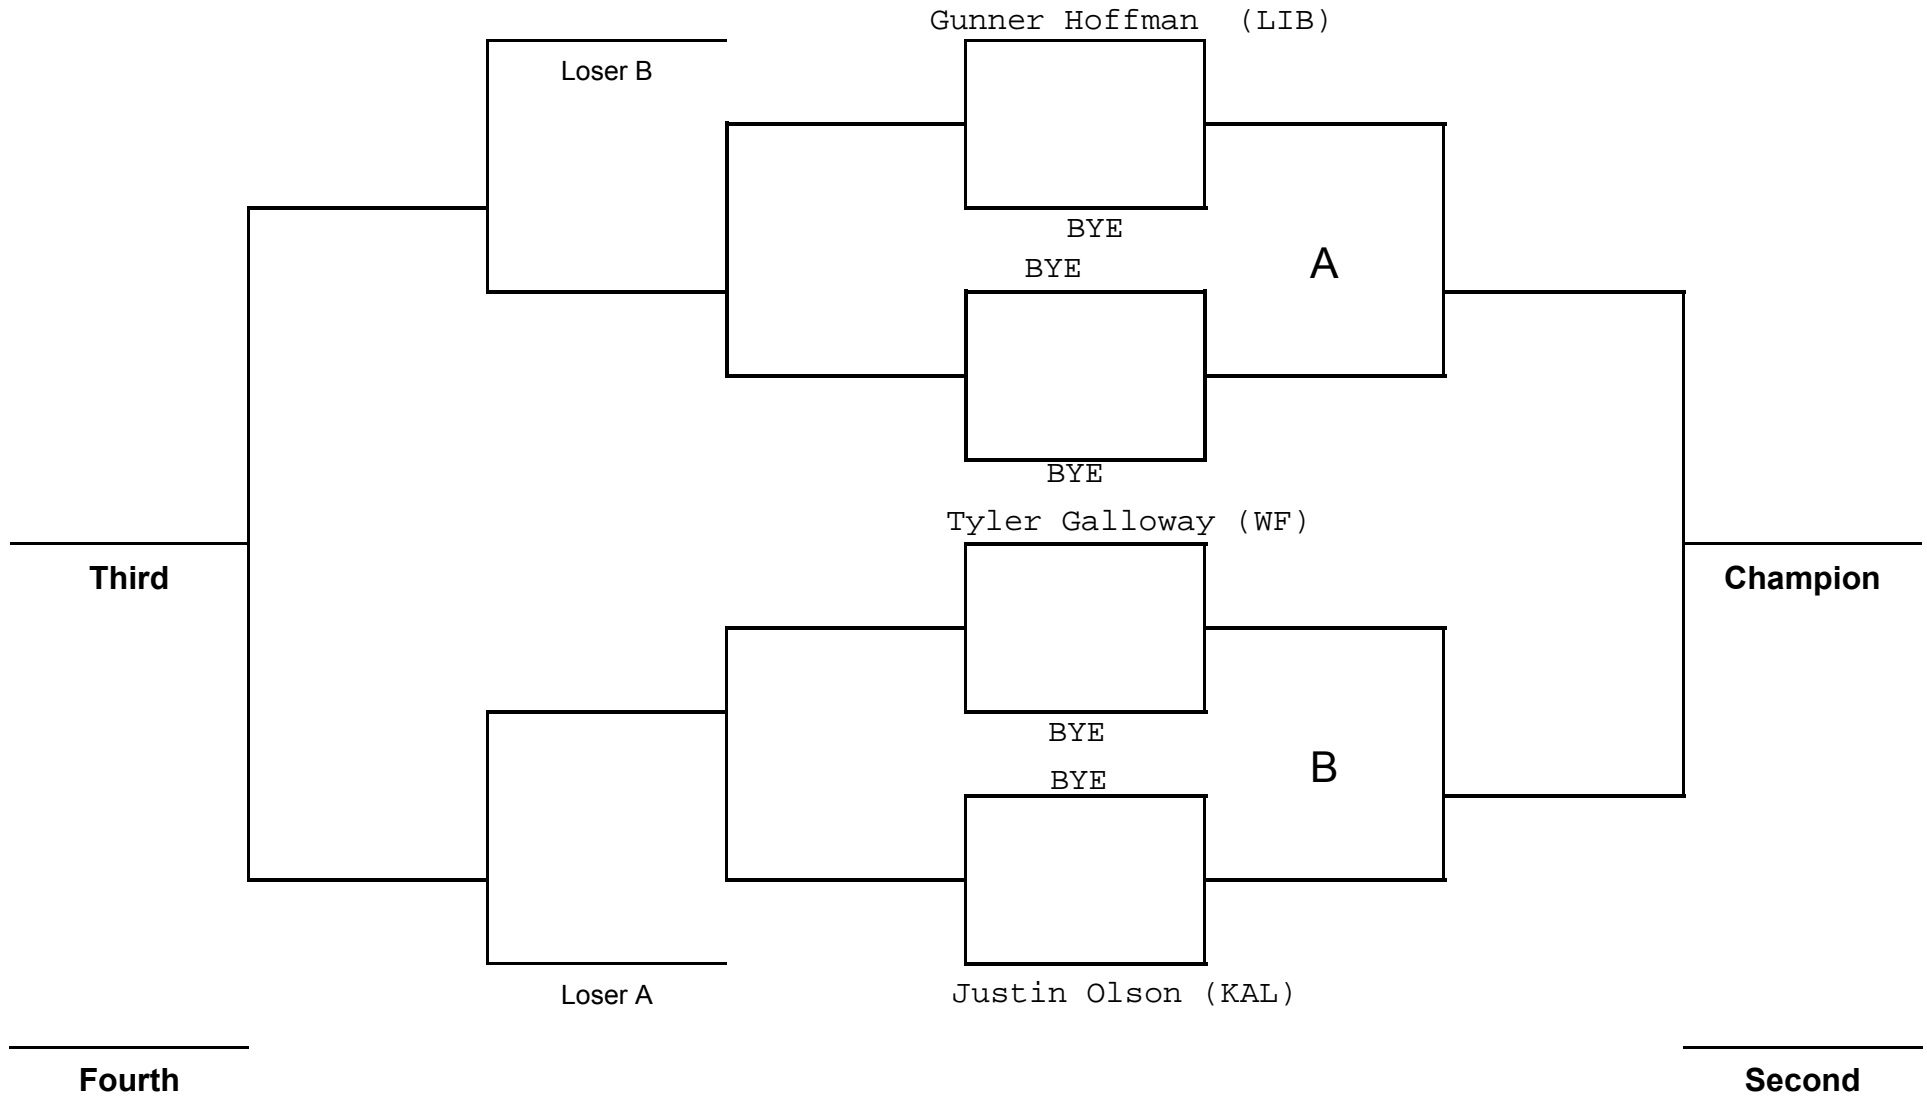 Gunner Hoffman (LIB)
Loser B
BYE
BYE
A
BYE
Tyler Galloway (WF)
Third
Champion
BYE
B
BYE
Loser A
Justin Olson (KAL)
Fourth
Second